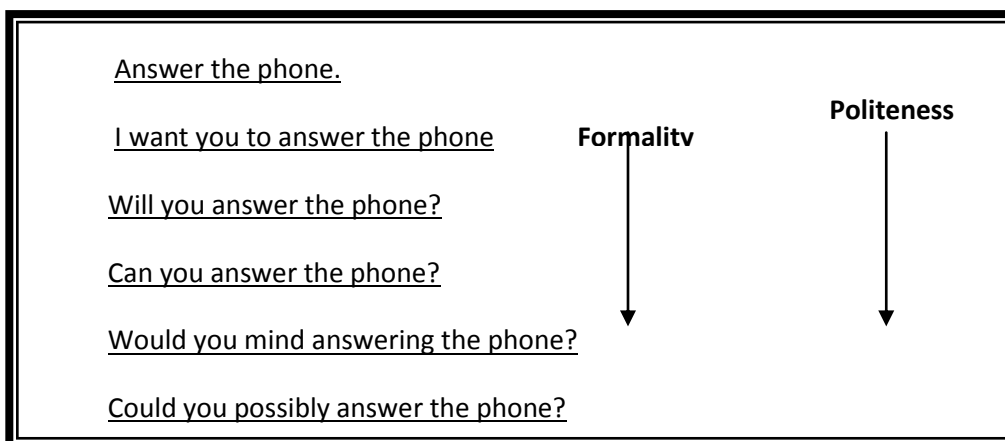 Answer the phone.
Politeness
I want you to answer the phone Formality
Will you answer the phone?
Can you answer the phone?
Would you mind answering the phone?
Could you possibly answer the phone?